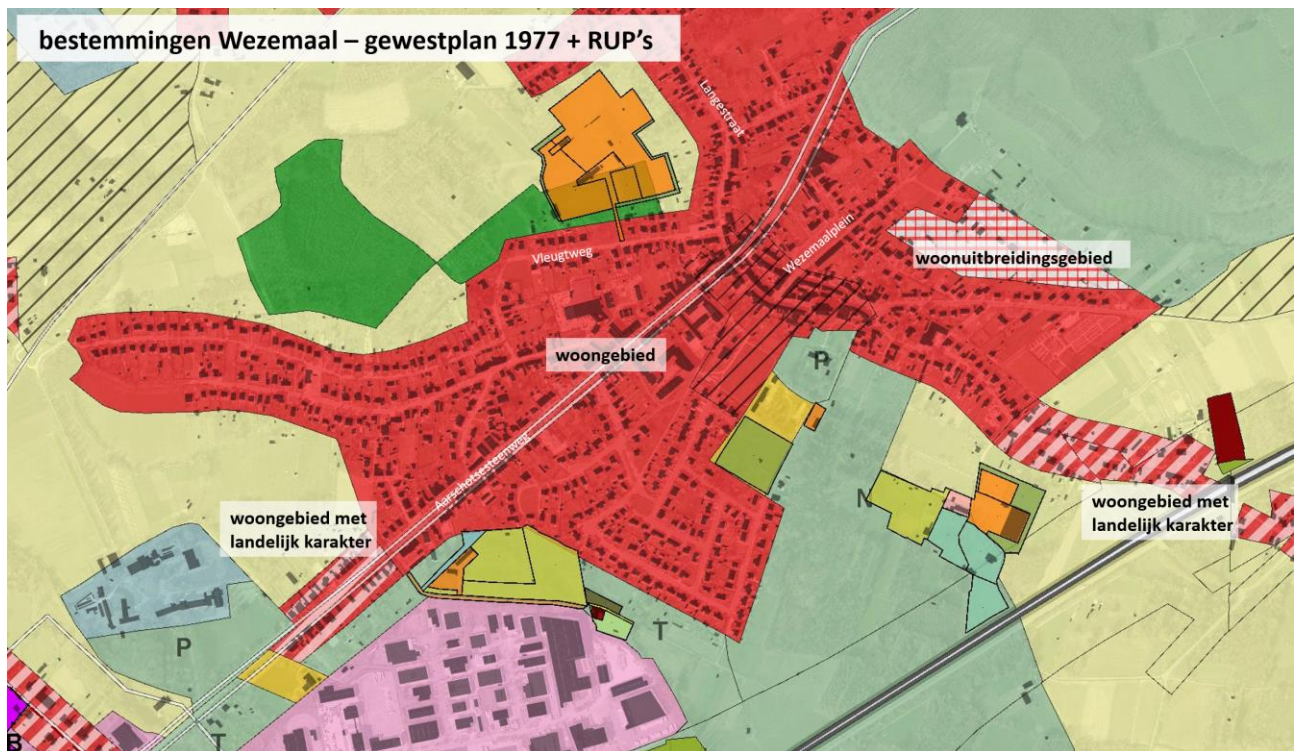 bestemmingen Wezemaal – gewestplan 1977 + RUP's
Langestraat
Vleugtweg
Wezemaalplein
woonuitbreidingsgebied
woongebied
P
Aarschotsesteenweg
N
woongebied met
landelijk karakter
woongebied met
landelijk karakter
P
T
T
B